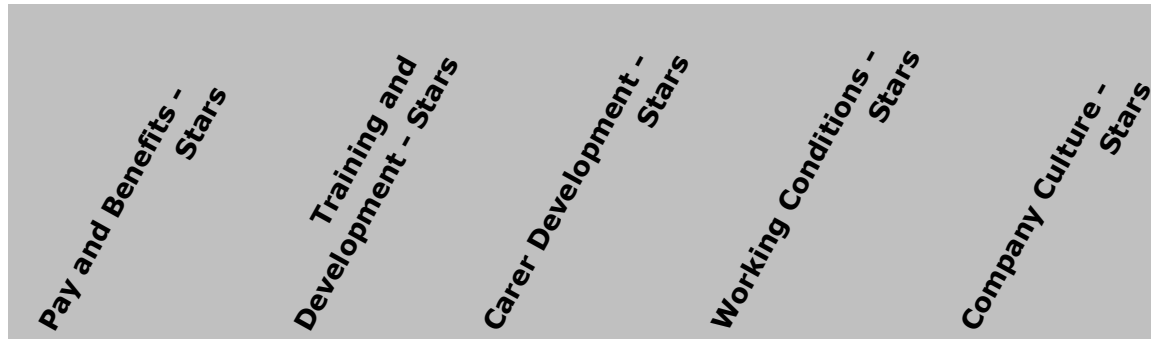 Pay and Benefits -
Stars
Training and
Development - Stars
Carer Development -
Stars
Working Conditions -
Stars
Company Culture -
Stars